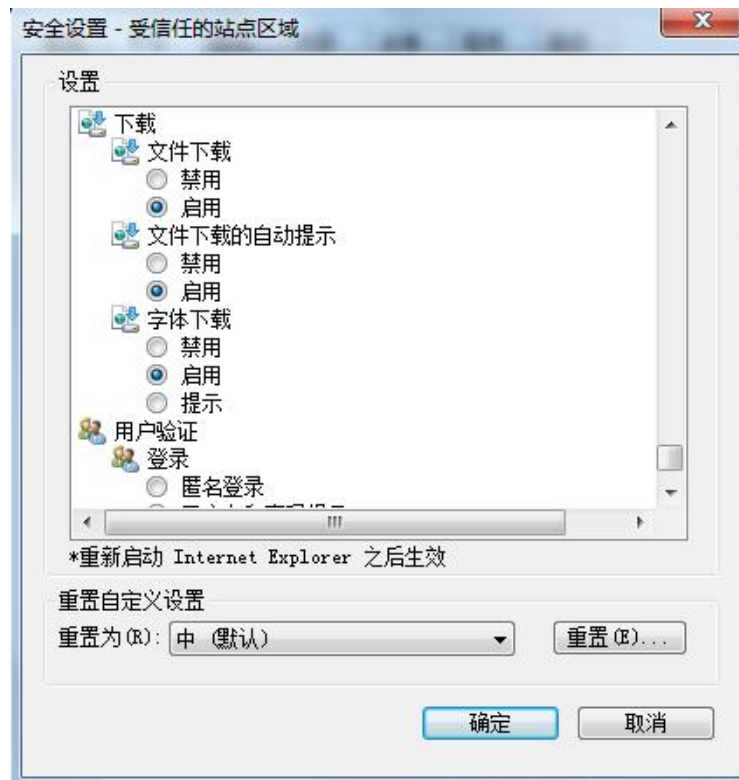 安全设置 - 受信任的站点区域
设置
下载
文件下载
禁用
启用
文件下载的自动提示
禁用
启用
字体下载
禁用
启用
提示
用户验证
登录
匿名登录
*重新启动 Internet Explorer 之后生效
重置自定义设置
重置为(R): 中 (默认) 重置(E)...
确定 取消